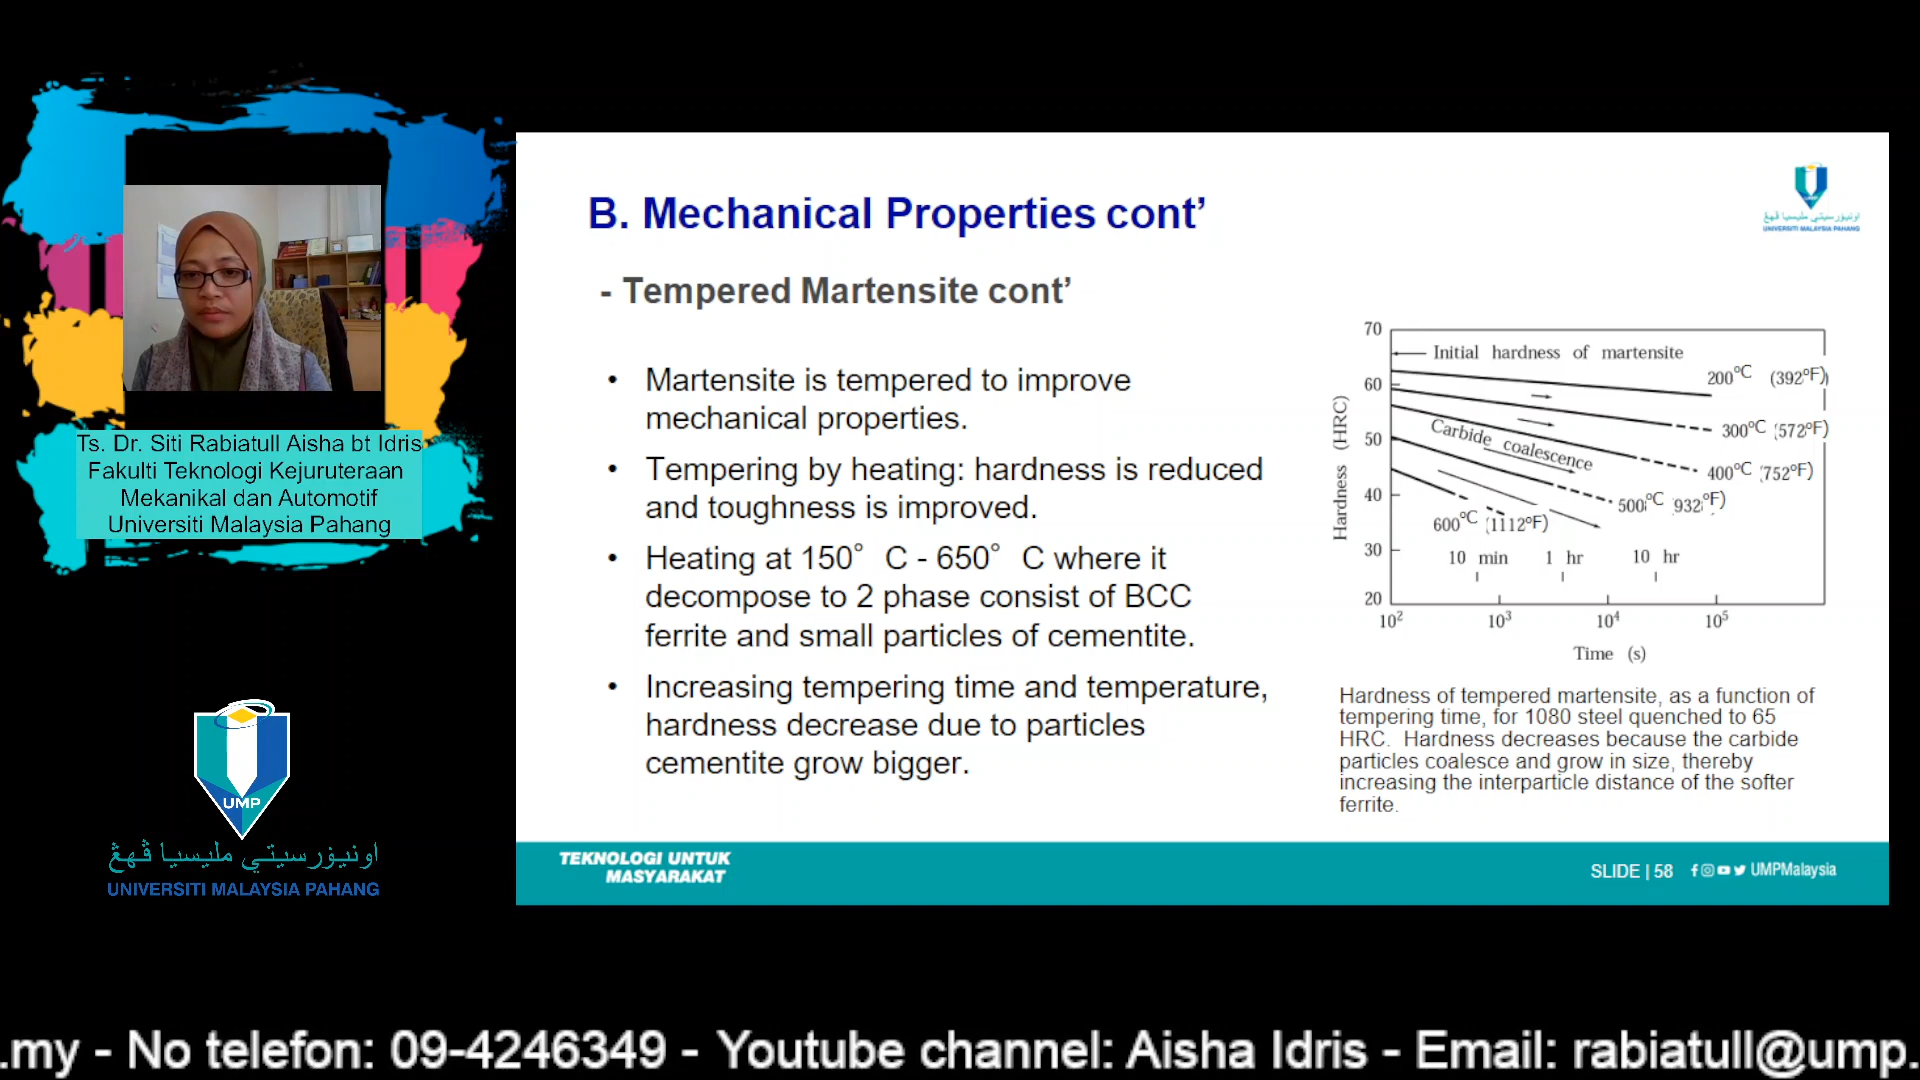 Ts. Dr. Siti Rabiatull Aisha bt Idris
Fakulti Teknologi Kejuruteraan
Mekanikal dan Automotif
Universiti Malaysia Pahang
UMP
اونيۏرسيتي مليسيا ڤهڠ
UNIVERSITI MALAYSIA PAHANG
B. Mechanical Properties cont’
اونيۏرسيتي مليسيا ڤهڠ
UNIVERSITI MALAYSIA PAHANG
- Tempered Martensite cont’
• Martensite is tempered to improve
mechanical properties.
• Tempering by heating: hardness is reduced
and toughness is improved.
• Heating at 150° C - 650° C where it
decompose to 2 phase consist of BCC
ferrite and small particles of cementite.
• Increasing tempering time and temperature,
hardness decrease due to particles
cementite grow bigger.
70
60
50
40
30
20
Hardness (HRC)
Initial hardness of martensite
200°C (392°F)
300°C (572°F)
Carbide coalescence
400°C (752°F)
500°C 932°F)
600°C (1112°F)
10 min 1 hr 10 hr
10² 10³ 10⁴ 10⁵
Time (s)
Hardness of tempered martensite, as a function of
tempering time, for 1080 steel quenched to 65
HRC. Hardness decreases because the carbide
particles coalesce and grow in size, thereby
increasing the interparticle distance of the softer
ferrite.
TEKNOLOGI UNTUK
MASYARAKAT
SLIDE | 58 UMPMalaysia
.my - No telefon: 09-4246349 - Youtube channel: Aisha Idris - Email: rabiatull@ump.